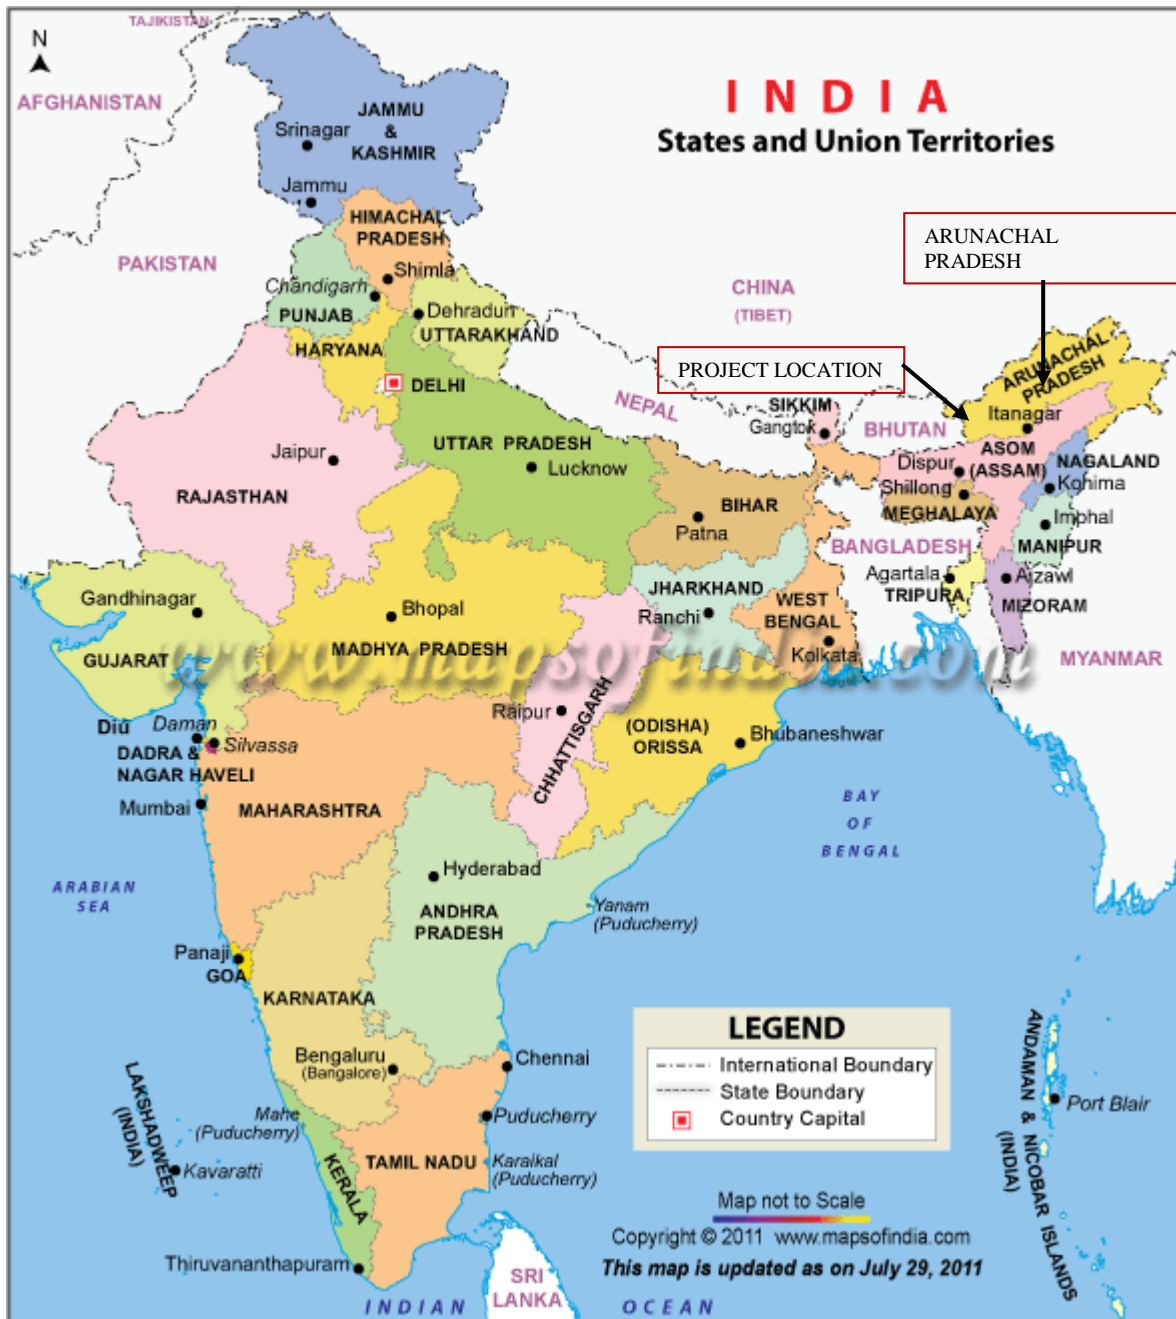 TAJIKISTAN
N
AFGHANISTAN
INDIA
States and Union Territories
JAMMU
&
KASHMIR
Srinagar
Jammu
HIMACHAL
PRADESH
Shimla
PAKISTAN
Chandigarh
PUNJAB
Dehradun
UTTARAKHAND
HARYANA
DELHI
CHINA
(TIBET)
ARUNACHAL
PRADESH
PROJECT LOCATION
ARUNACHAL
PRADESH
Itanagar
NEPAL
SIKKIM
Gangtok
BHUTAN
ASOM
(ASSAM)
Dispur
NAGALAND
Kohima
Shillong
MEGHALAYA
Imphal
MANIPUR
BANGLADESH
Agartala
TRIPURA
Aizawl
MIZORAM
MYANMAR
Jaipur
RAJASTHAN
UTTAR PRADESH
Lucknow
BIHAR
Patna
JHARKHAND
Ranchi
WEST
BENGAL
Kolkata
Gandhinagar
GUJARAT
Bhopal
MADHYA PRADESH
www.mapsofindia.com
Raipur
CHHATTISGARH
(ODISHA)
ORISSA
Bhubaneshwar
Diu
Daman
Silvassa
DADRA &
NAGAR HAVELI
Mumbai
MAHARASHTRA
BAY
OF
BENGAL
ARABIAN
SEA
Hyderabad
ANDHRA
PRADESH
Yanam
(Puducherry)
Panaji
GOA
KARNATAKA
Bengaluru
(Bangalore)
Chennai
Mahe
(Puducherry)
Puducherry
LAKSHADWEEP
(INDIA)
Kavaratti
KERALA
TAMIL NADU
Karaikal
(Puducherry)
Thiruvananthapuram
SRI
LANKA
INDIAN OCEAN
LEGEND
International Boundary
State Boundary
Country Capital
ANDAMAN & NICOBAR ISLANDS
(INDIA)
Port Blair
Map not to Scale
Copyright © 2011 www.mapsofindia.com
This map is updated as on July 29, 2011